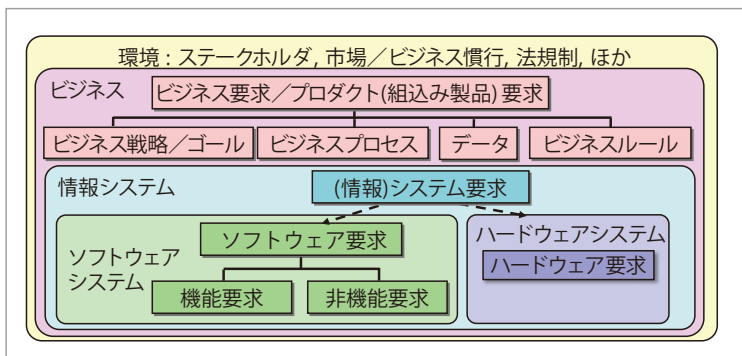 環境：ステークホルダ, 市場／ビジネス慣行, 法規制, ほか
ビジネス
ビジネス要求／プロダクト(組込み製品) 要求
ビジネス戦略／ゴール
ビジネスプロセス
データ
ビジネスルール
情報システム
(情報)システム要求
ソフトウェア
システム
ソフトウェア要求
機能要求
非機能要求
ハードウェアシステム
ハードウェア要求